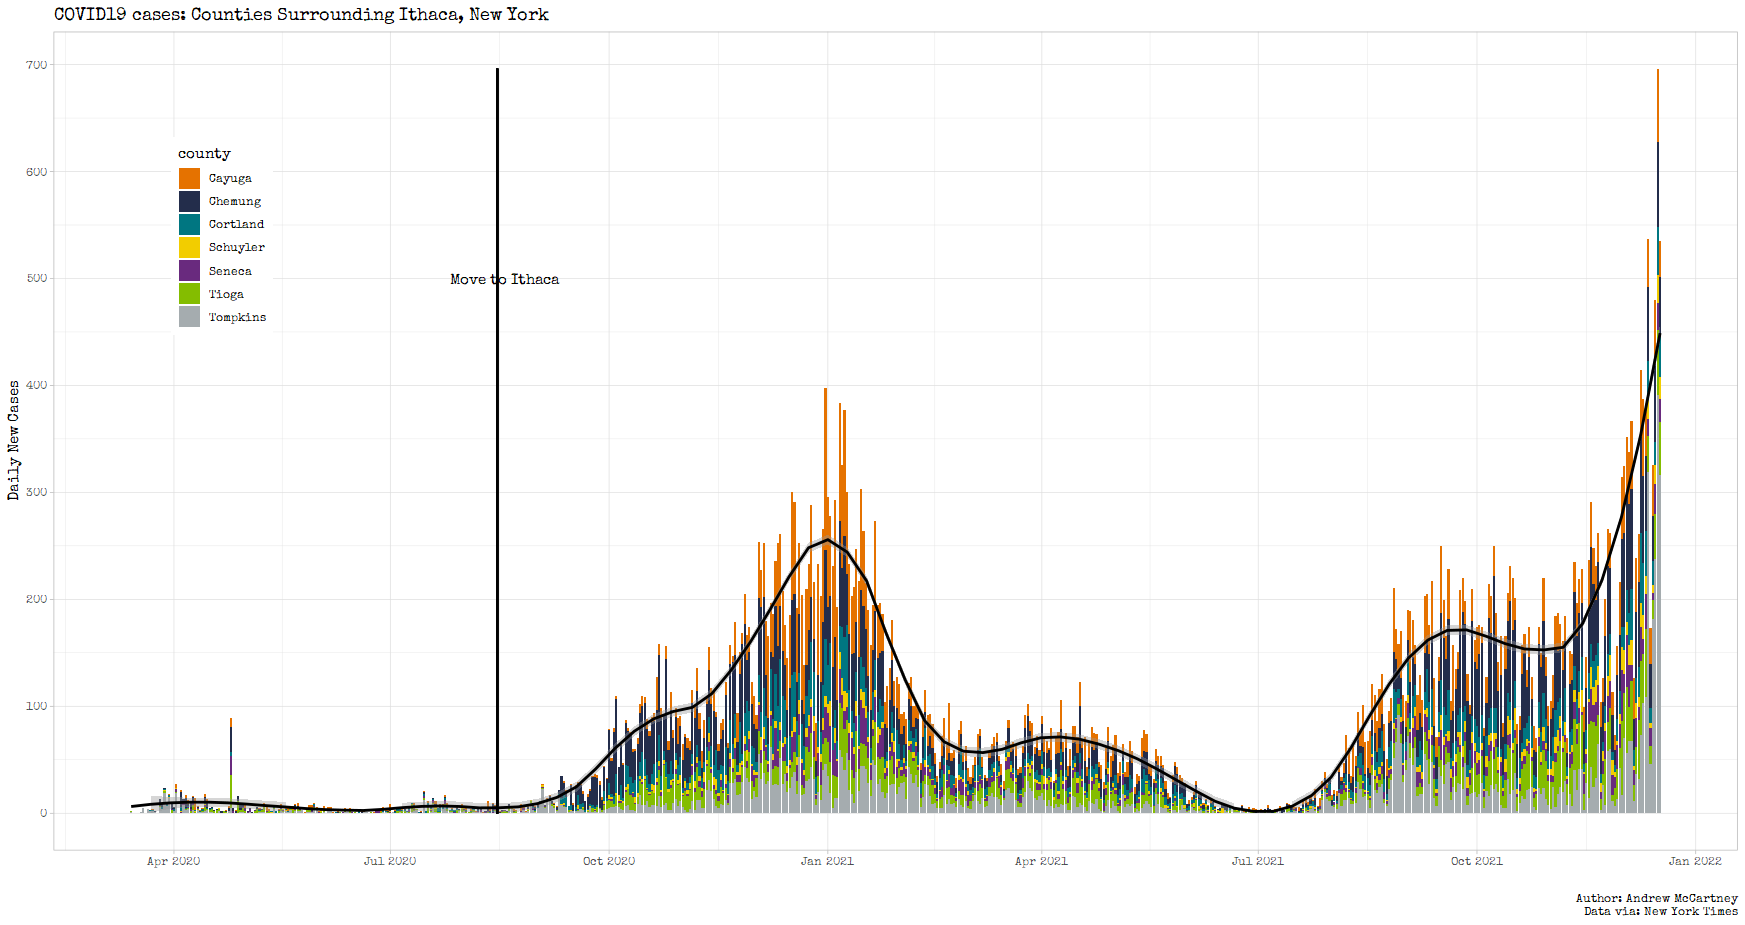 COVID19 cases: Counties Surrounding Ithaca, New York
700
600
500
400
300
200
100
0
Daily New Cases
county
Cayuga
Chemung
Cortland
Schuyler
Seneca
Tioga
Tompkins
Move to Ithaca
Apr 2020
Jul 2020
Oct 2020
Jan 2021
Apr 2021
Jul 2021
Oct 2021
Jan 2022
Author: Andrew McCartney
Data via: New York Times